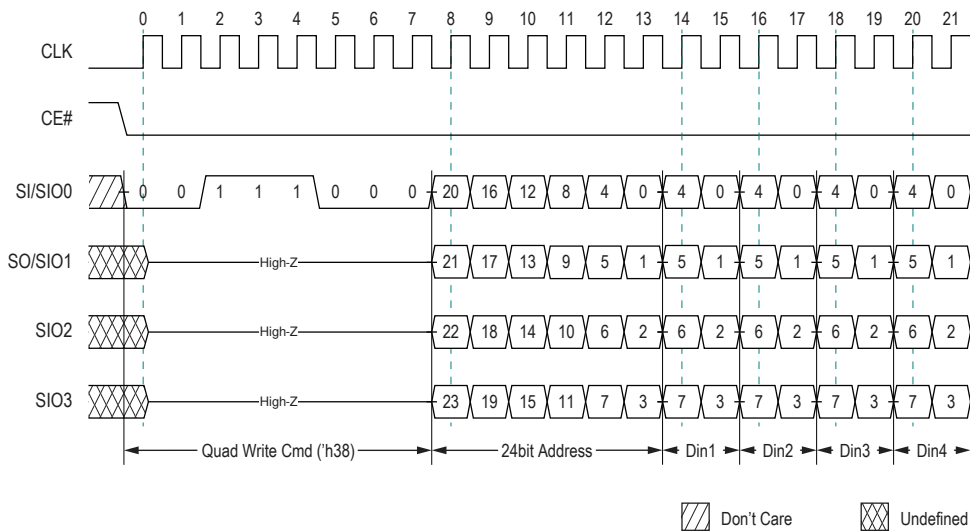 0 1 2 3 4 5 6 7 8 9 10 11 12 13 14 15 16 17 18 19 20 21
CLK
CE#
SI/SIO0 0 0 1 1 1 0 0 0 20 16 12 8 4 0 4 0 4 0 4 0 4 0
SO/SIO1 High-Z 21 17 13 9 5 1 5 1 5 1 5 1 5 1
SIO2 High-Z 22 18 14 10 6 2 6 2 6 2 6 2 6 2
SIO3 High-Z 23 19 15 11 7 3 7 3 7 3 7 3 7 3
Quad Write Cmd ('h38) 24bit Address Din1 Din2 Din3 Din4
Don't Care Undefined